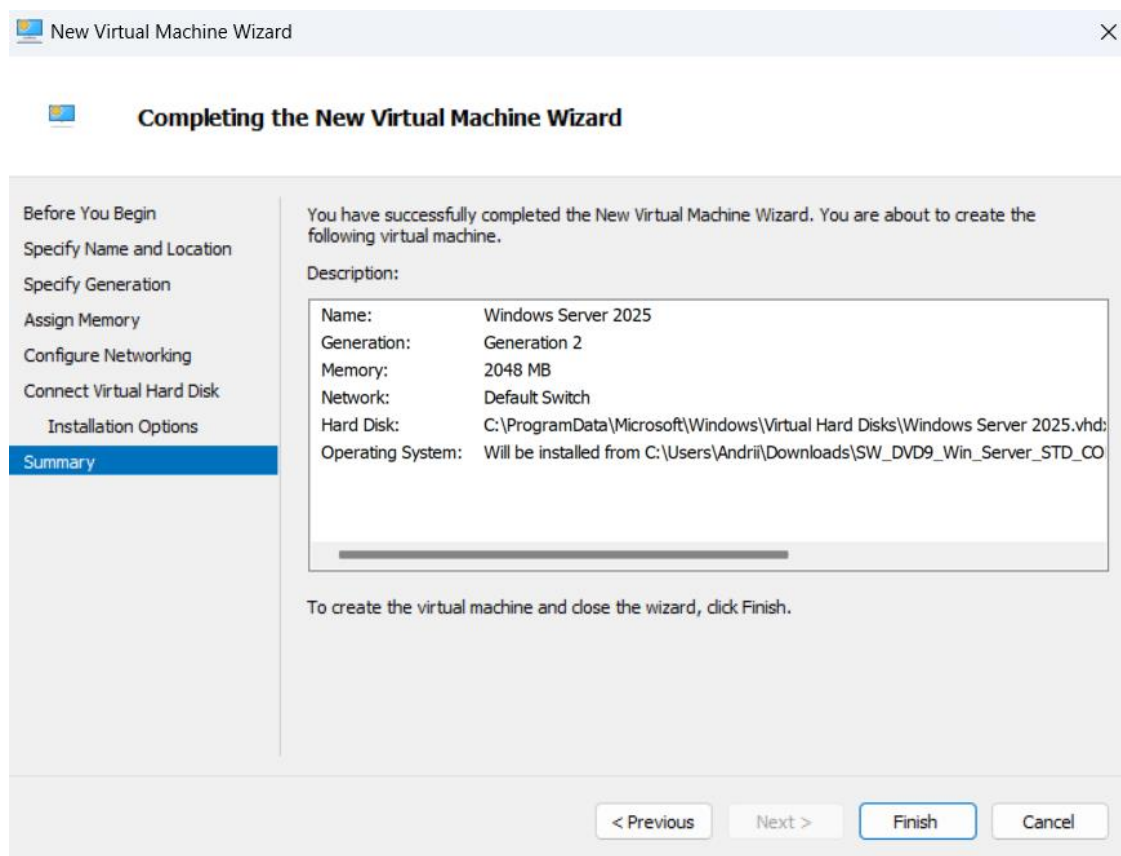 New Virtual Machine Wizard
Completing the New Virtual Machine Wizard
Before You Begin
Specify Name and Location
Specify Generation
Assign Memory
Configure Networking
Connect Virtual Hard Disk
Installation Options
Summary
You have successfully completed the New Virtual Machine Wizard. You are about to create the
following virtual machine.
Description:
Name: Windows Server 2025
Generation: Generation 2
Memory: 2048 MB
Network: Default Switch
Hard Disk: C:\ProgramData\Microsoft\Windows\Virtual Hard Disks\Windows Server 2025.vhd
Operating System: Will be installed from C:\Users\Andrii\Downloads\SW_DVD9_Win_Server_STD_CO
To create the virtual machine and close the wizard, click Finish.
< Previous Next > Finish Cancel